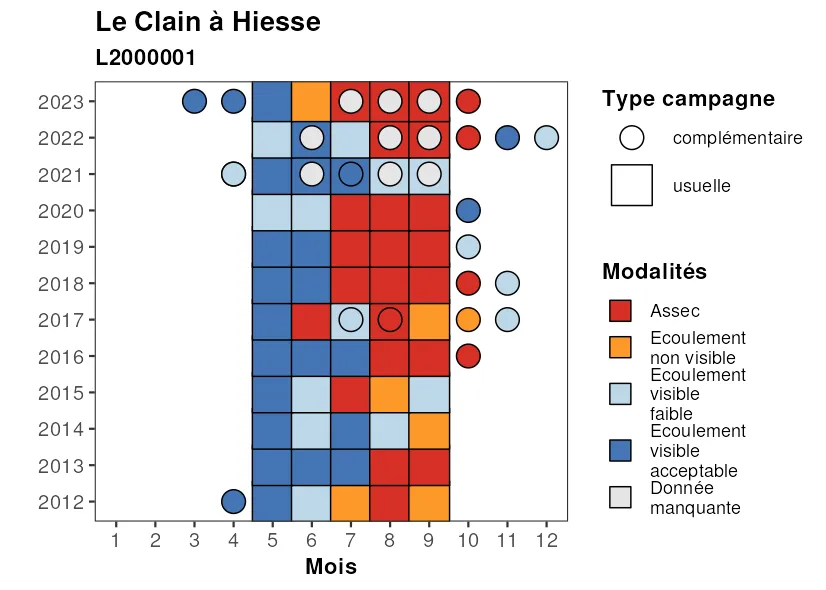 Le Clain à Hiesse
L2000001
2023
2022
2021
2020
2019
2018
2017
2016
2015
2014
2013
2012
1 2 3 4 5 6 7 8 9 10 11 12
Mois
Type campagne
complémentaire
usuelle
Modalités
Assec
Ecoulement
non visible
Ecoulement
visible
faible
Ecoulement
visible
acceptable
Donnée
manquante